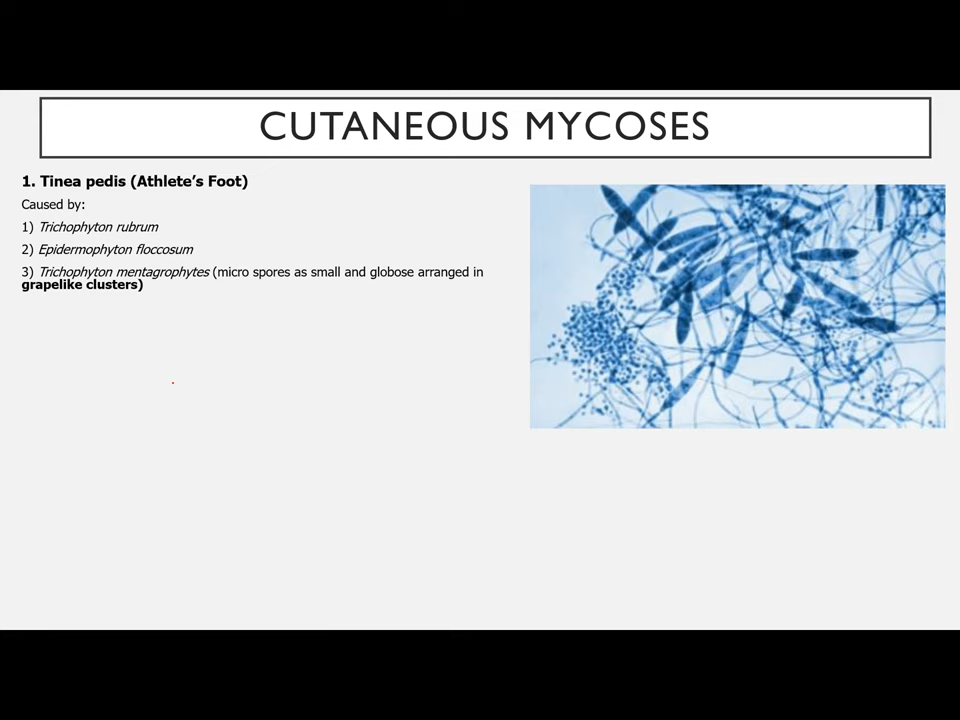 CUTANEOUS MYCOSES
1. Tinea pedis (Athlete's Foot)
Caused by:
1) Trichophyton rubrum
2) Epidermophyton floccosum
3) Trichophyton mentagrophytes (micro spores as small and globose arranged in
grapelike clusters)